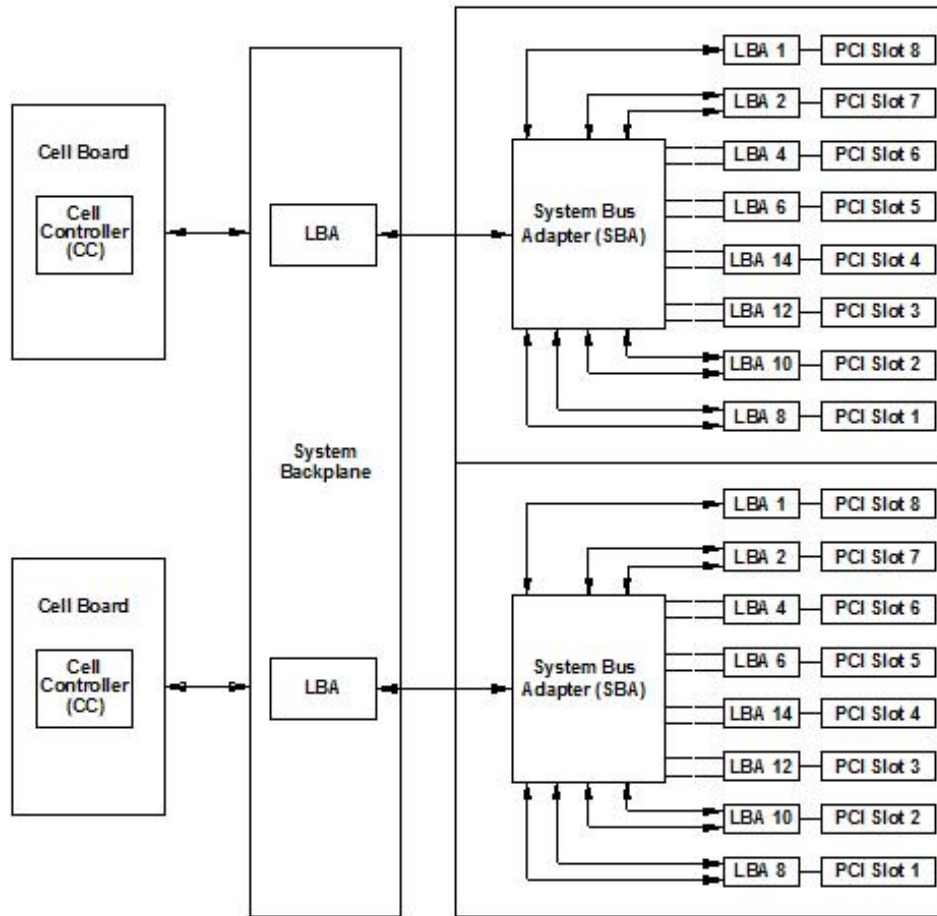 Cell Board
Cell
Controller
(CC)
LBA
System Bus
Adapter (SBA)
LBA 1
PCI Slot 8
LBA 2
PCI Slot 7
LBA 4
PCI Slot 6
LBA 6
PCI Slot 5
LBA 14
PCI Slot 4
LBA 12
PCI Slot 3
LBA 10
PCI Slot 2
LBA 8
PCI Slot 1
System
Backplane
Cell Board
Cell
Controller
(CC)
LBA
System Bus
Adapter (SBA)
LBA 1
PCI Slot 8
LBA 2
PCI Slot 7
LBA 4
PCI Slot 6
LBA 6
PCI Slot 5
LBA 14
PCI Slot 4
LBA 12
PCI Slot 3
LBA 10
PCI Slot 2
LBA 8
PCI Slot 1